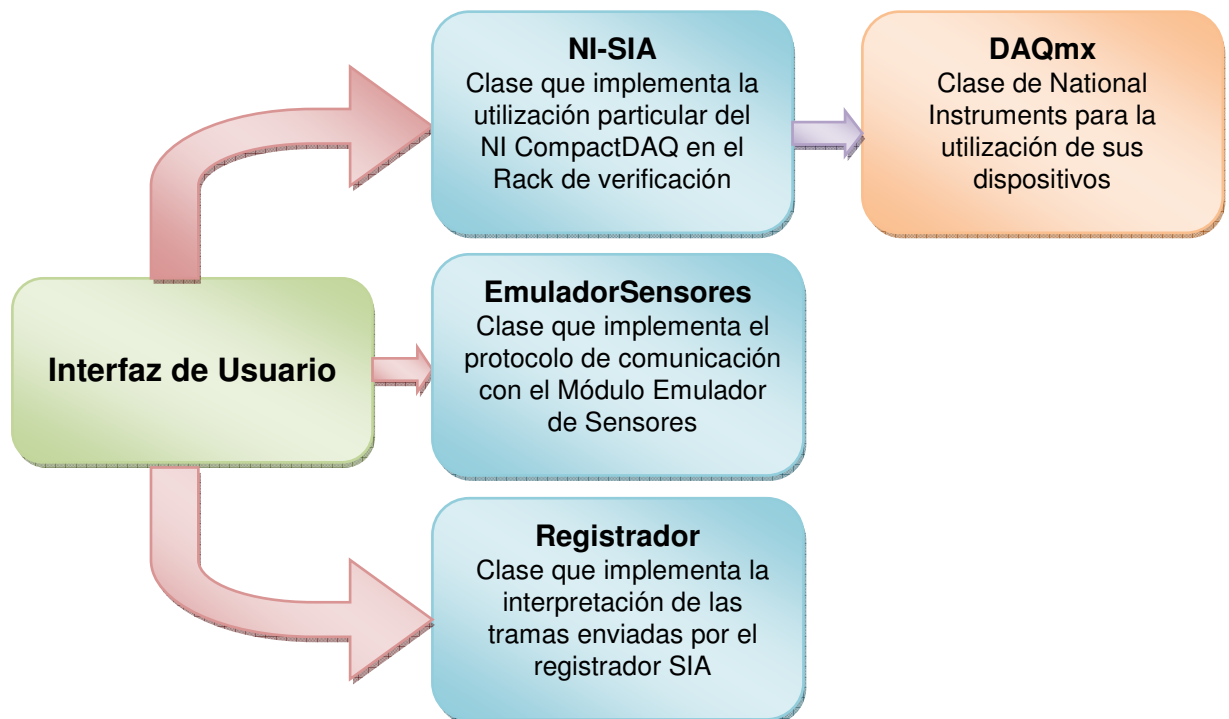 NI-SIA
Clase que implementa la
utilización particular del
NI CompactDAQ en el
Rack de verificación
DAQmx
Clase de National
Instruments para la
utilización de sus
dispositivos
Interfaz de Usuario
EmuladorSensores
Clase que implementa el
protocolo de comunicación
con el Módulo Emulador
de Sensores
Registrador
Clase que implementa la
interpretación de las
tramas enviadas por el
registrador SIA